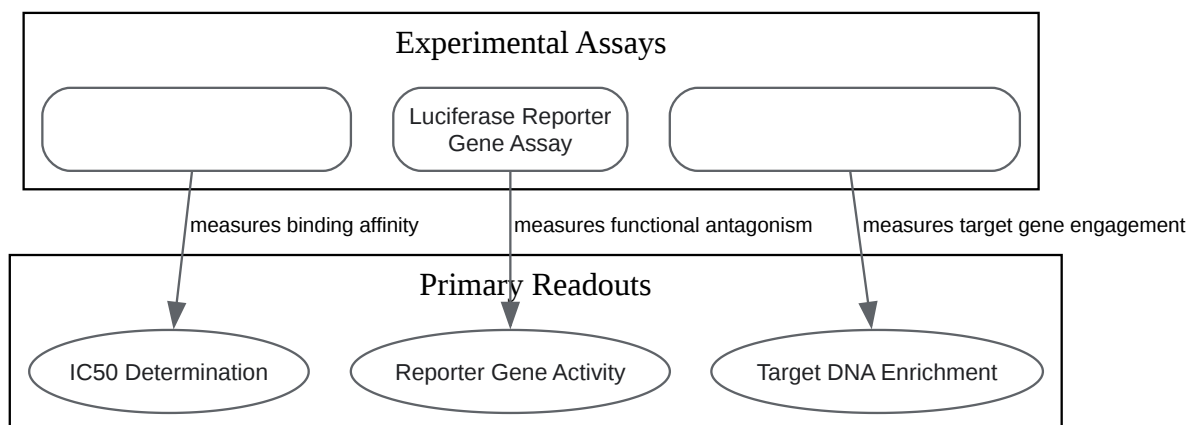 Experimental Assays
Luciferase Reporter
Gene Assay
measures binding affinity
measures functional antagonism
measures target gene engagement
Primary Readouts
IC50 Determination
Reporter Gene Activity
Target DNA Enrichment